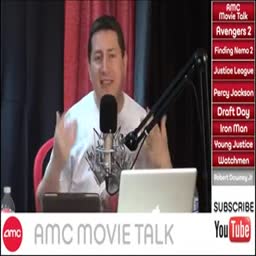 AMC
Movie Talk
Avengers 2
Finding Nemo 2
Justice League
Percy Jackson
Draft Day
Iron Man
Young Justice
Watchmen
Robert Downey Jr
SUBSCRIBE
YouTube
amc
AMC MOVIE TALK